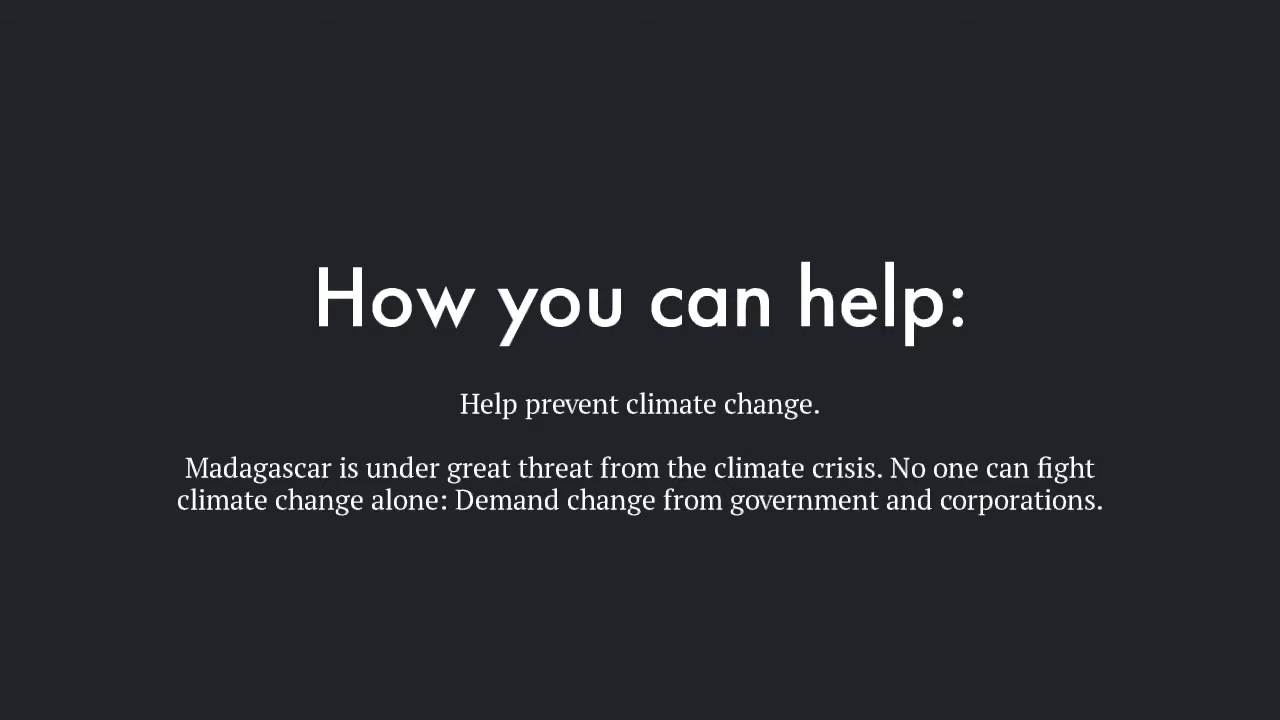 How you can help:
Help prevent climate change.
Madagascar is under great threat from the climate crisis. No one can fight
climate change alone: Demand change from government and corporations.